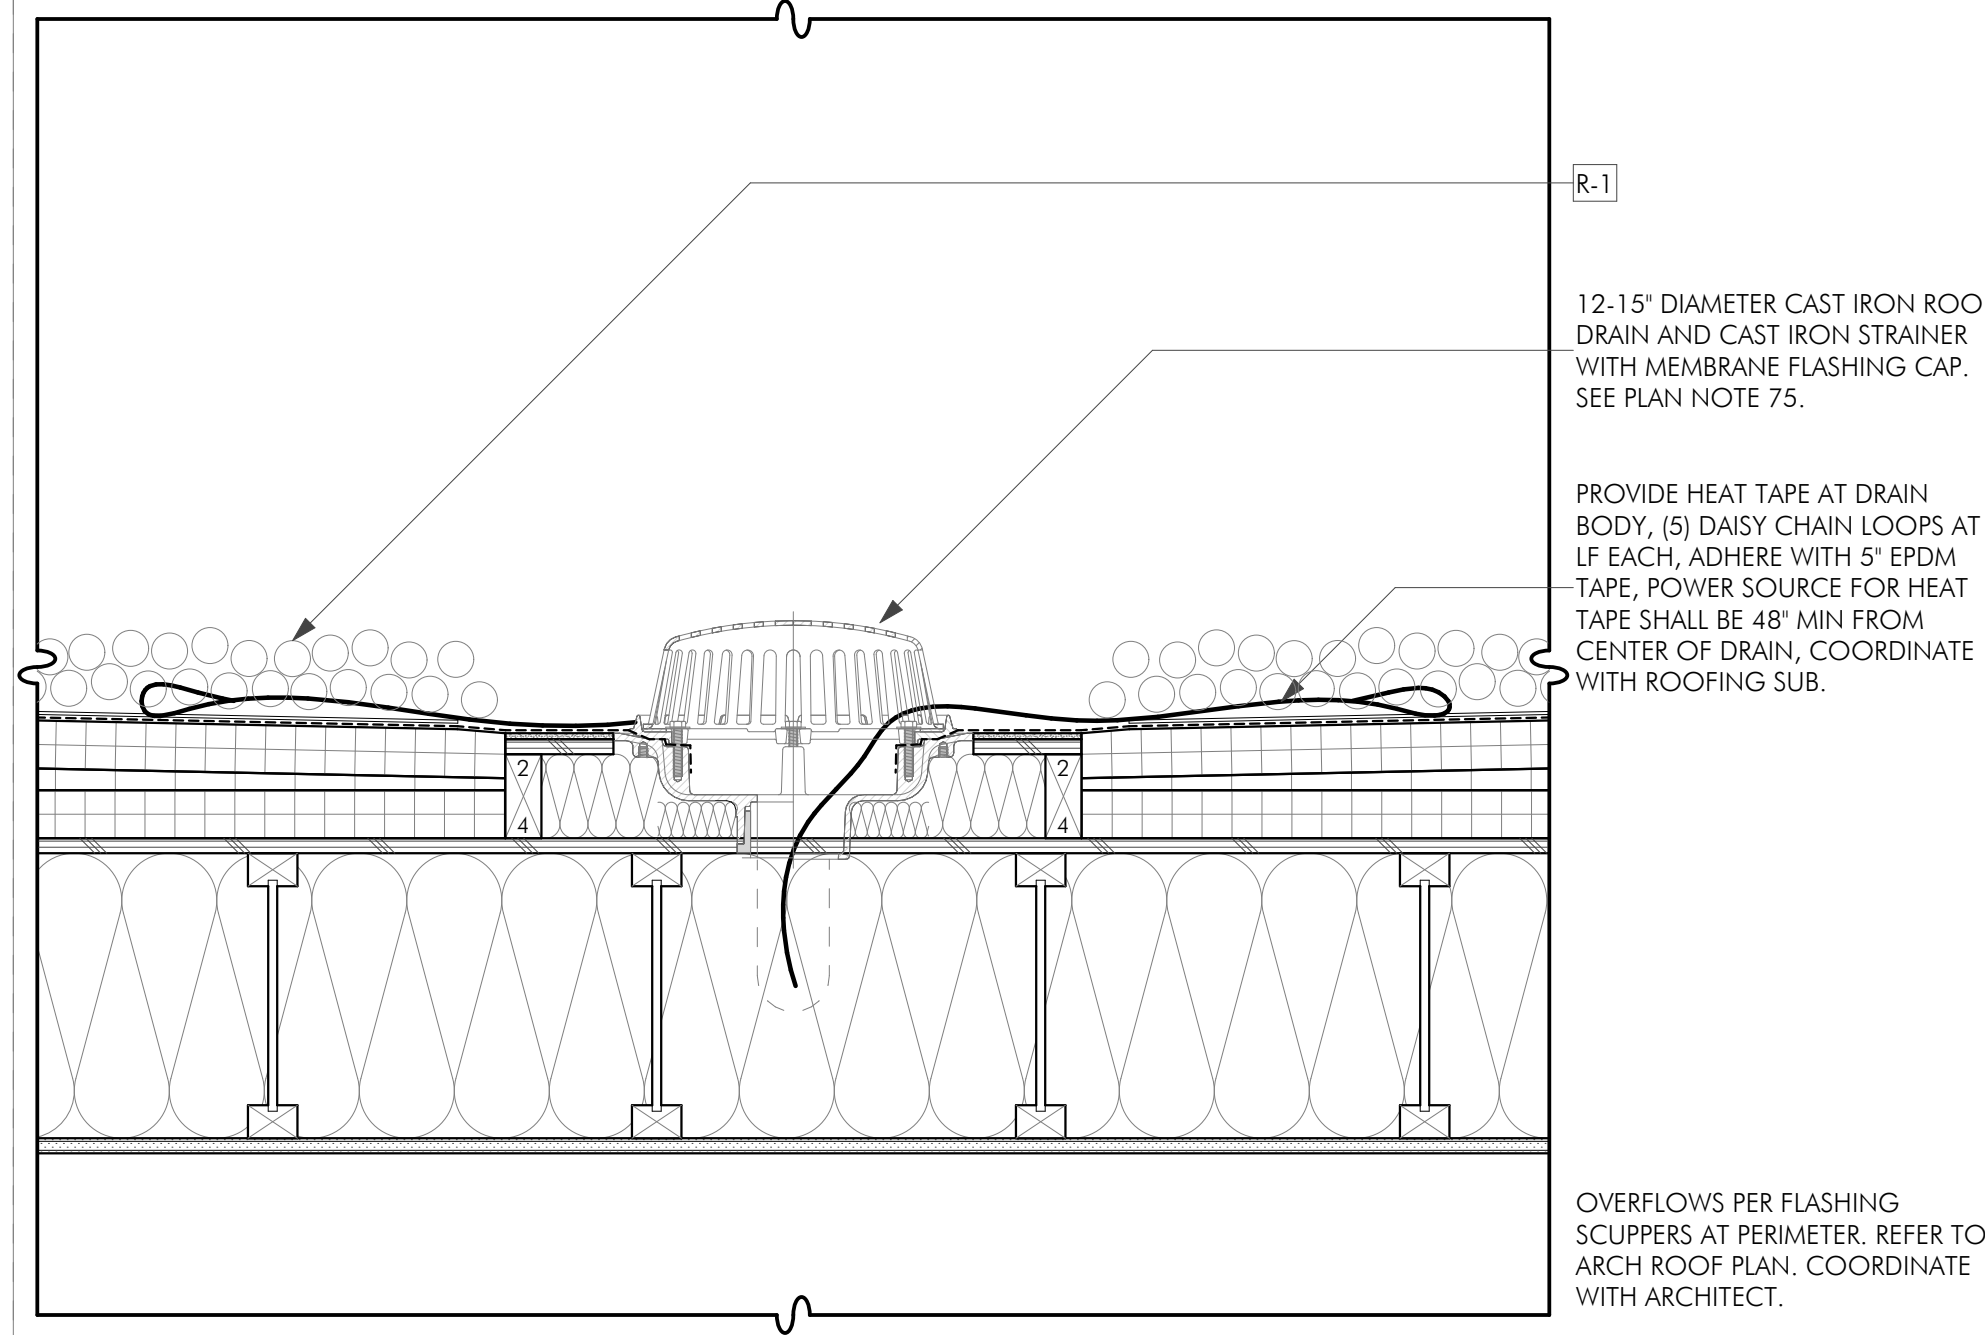 R-1
12-15" DIAMETER CAST IRON ROO
DRAIN AND CAST IRON STRAINER
WITH MEMBRANE FLASHING CAP.
SEE PLAN NOTE 75.
PROVIDE HEAT TAPE AT DRAIN
BODY, (5) DAISY CHAIN LOOPS AT
LF EACH, ADHERE WITH 5" EPDM
TAPE, POWER SOURCE FOR HEAT
TAPE SHALL BE 48" MIN FROM
CENTER OF DRAIN, COORDINATE
WITH ROOFING SUB.
2
4
2
4
OVERFLOWS PER FLASHING
SCUPPERS AT PERIMETER. REFER TO
ARCH ROOF PLAN. COORDINATE
WITH ARCHITECT.